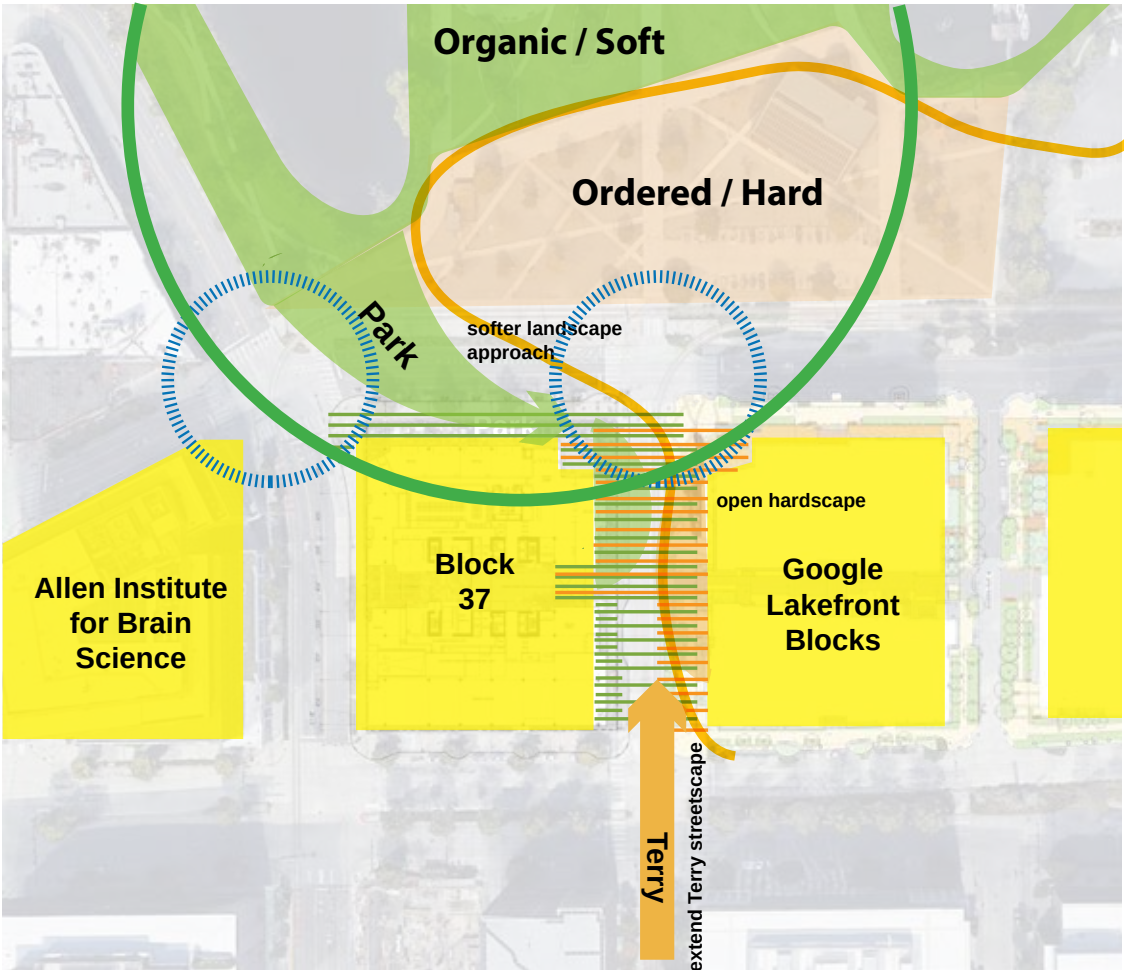 Organic / Soft
Ordered / Hard
Park
softer landscape
approach
open hardscape
Block
37
Google
Lakefront
Blocks
Allen Institute
for Brain
Science
Terry
extend Terry streetscape